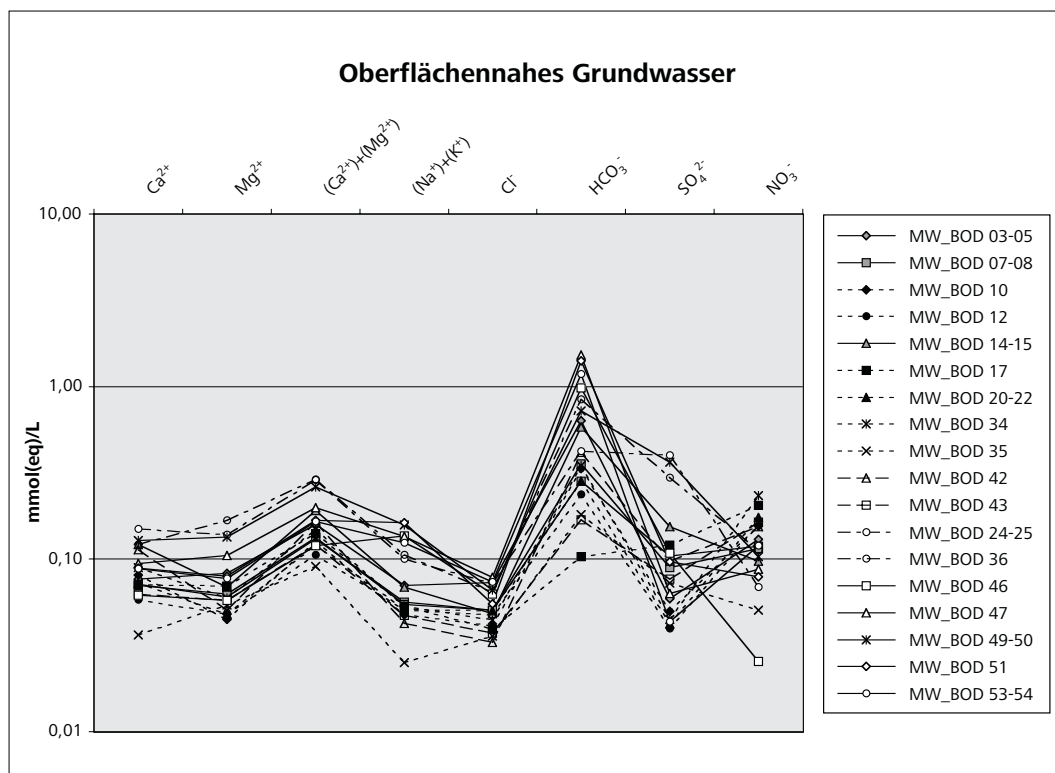 Oberflächennahes Grundwasser
Ca²⁺
Mg²⁺
(Ca²⁺)+(Mg²⁺)
(Na⁺)+(K⁺)
Cl⁻
HCO₃⁻
SO₄²⁻
NO₃⁻
mmol(eq)/L
10,00
1,00
0,10
0,01
MW_BOD 03-05
MW_BOD 07-08
MW_BOD 10
MW_BOD 12
MW_BOD 14-15
MW_BOD 17
MW_BOD 20-22
MW_BOD 34
MW_BOD 35
MW_BOD 42
MW_BOD 43
MW_BOD 24-25
MW_BOD 36
MW_BOD 46
MW_BOD 47
MW_BOD 49-50
MW_BOD 51
MW_BOD 53-54